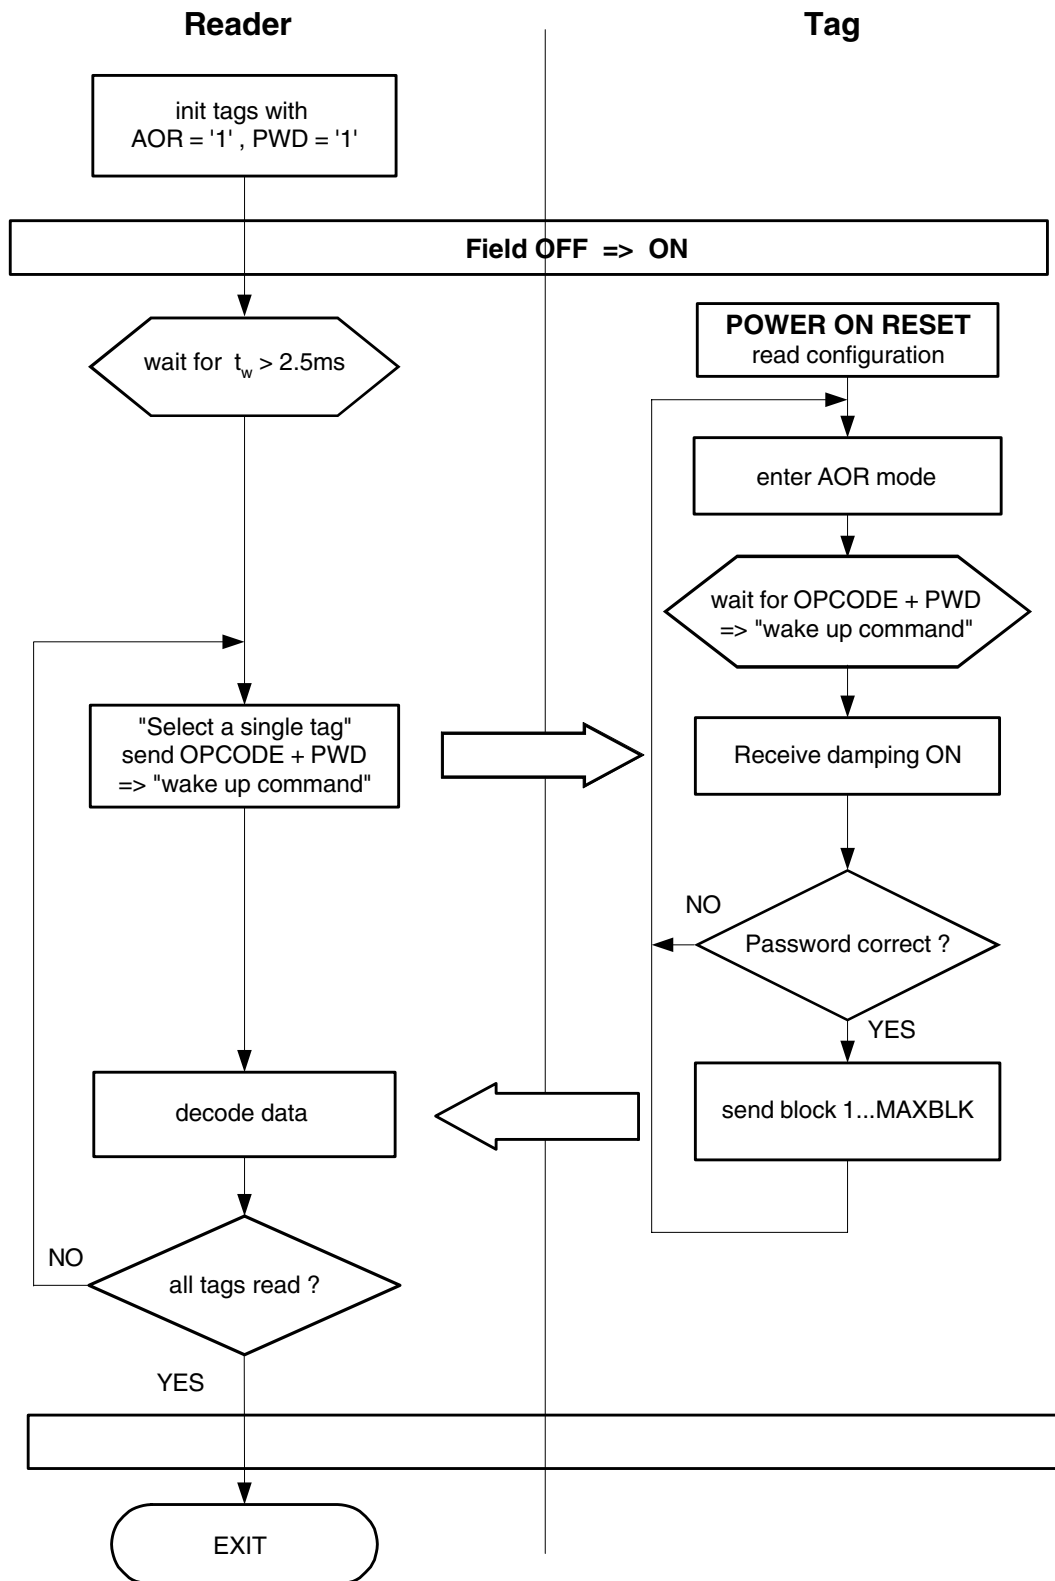 Reader
Tag
init tags with
AOR = '1' , PWD = '1'
Field OFF => ON
wait for tw > 2.5ms
POWER ON RESET
read configuration
enter AOR mode
wait for OPCODE + PWD
=> "wake up command"
"Select a single tag"
send OPCODE + PWD
=> "wake up command"
Receive damping ON
NO
Password correct ?
YES
decode data
send block 1...MAXBLK
NO
all tags read ?
YES
EXIT